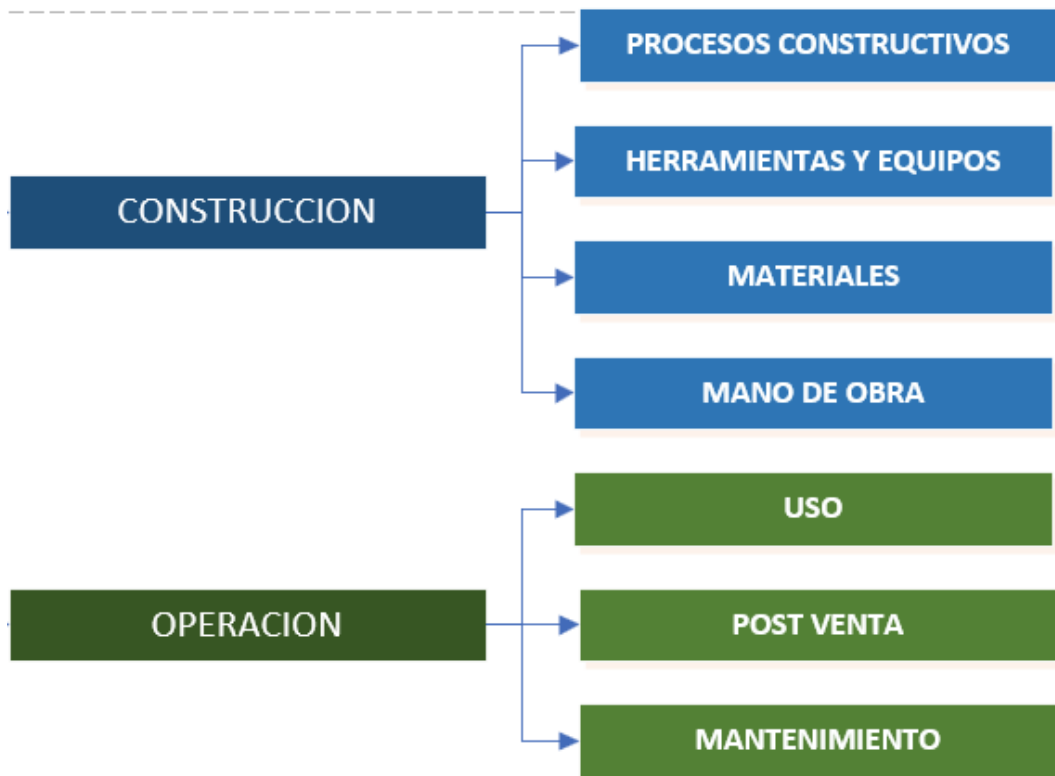 PROCESOS CONSTRUCTIVOS
HERRAMIENTAS Y EQUIPOS
CONSTRUCCION
MATERIALES
MANO DE OBRA
USO
OPERACION
POST VENTA
MANTENIMIENTO